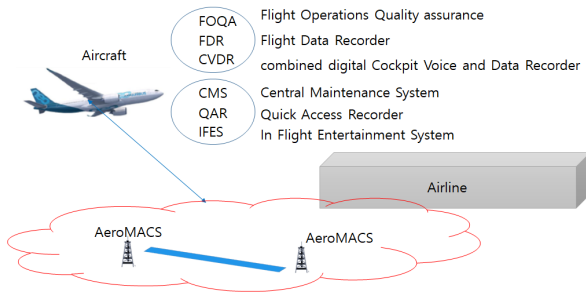 FOQA Flight Operations Quality assurance
Aircraft
FDR Flight Data Recorder
CVDR combined digital Cockpit Voice and Data Recorder
CMS Central Maintenance System
QAR Quick Access Recorder
IFES In Flight Entertainment System
Airline
AeroMACS
AeroMACS